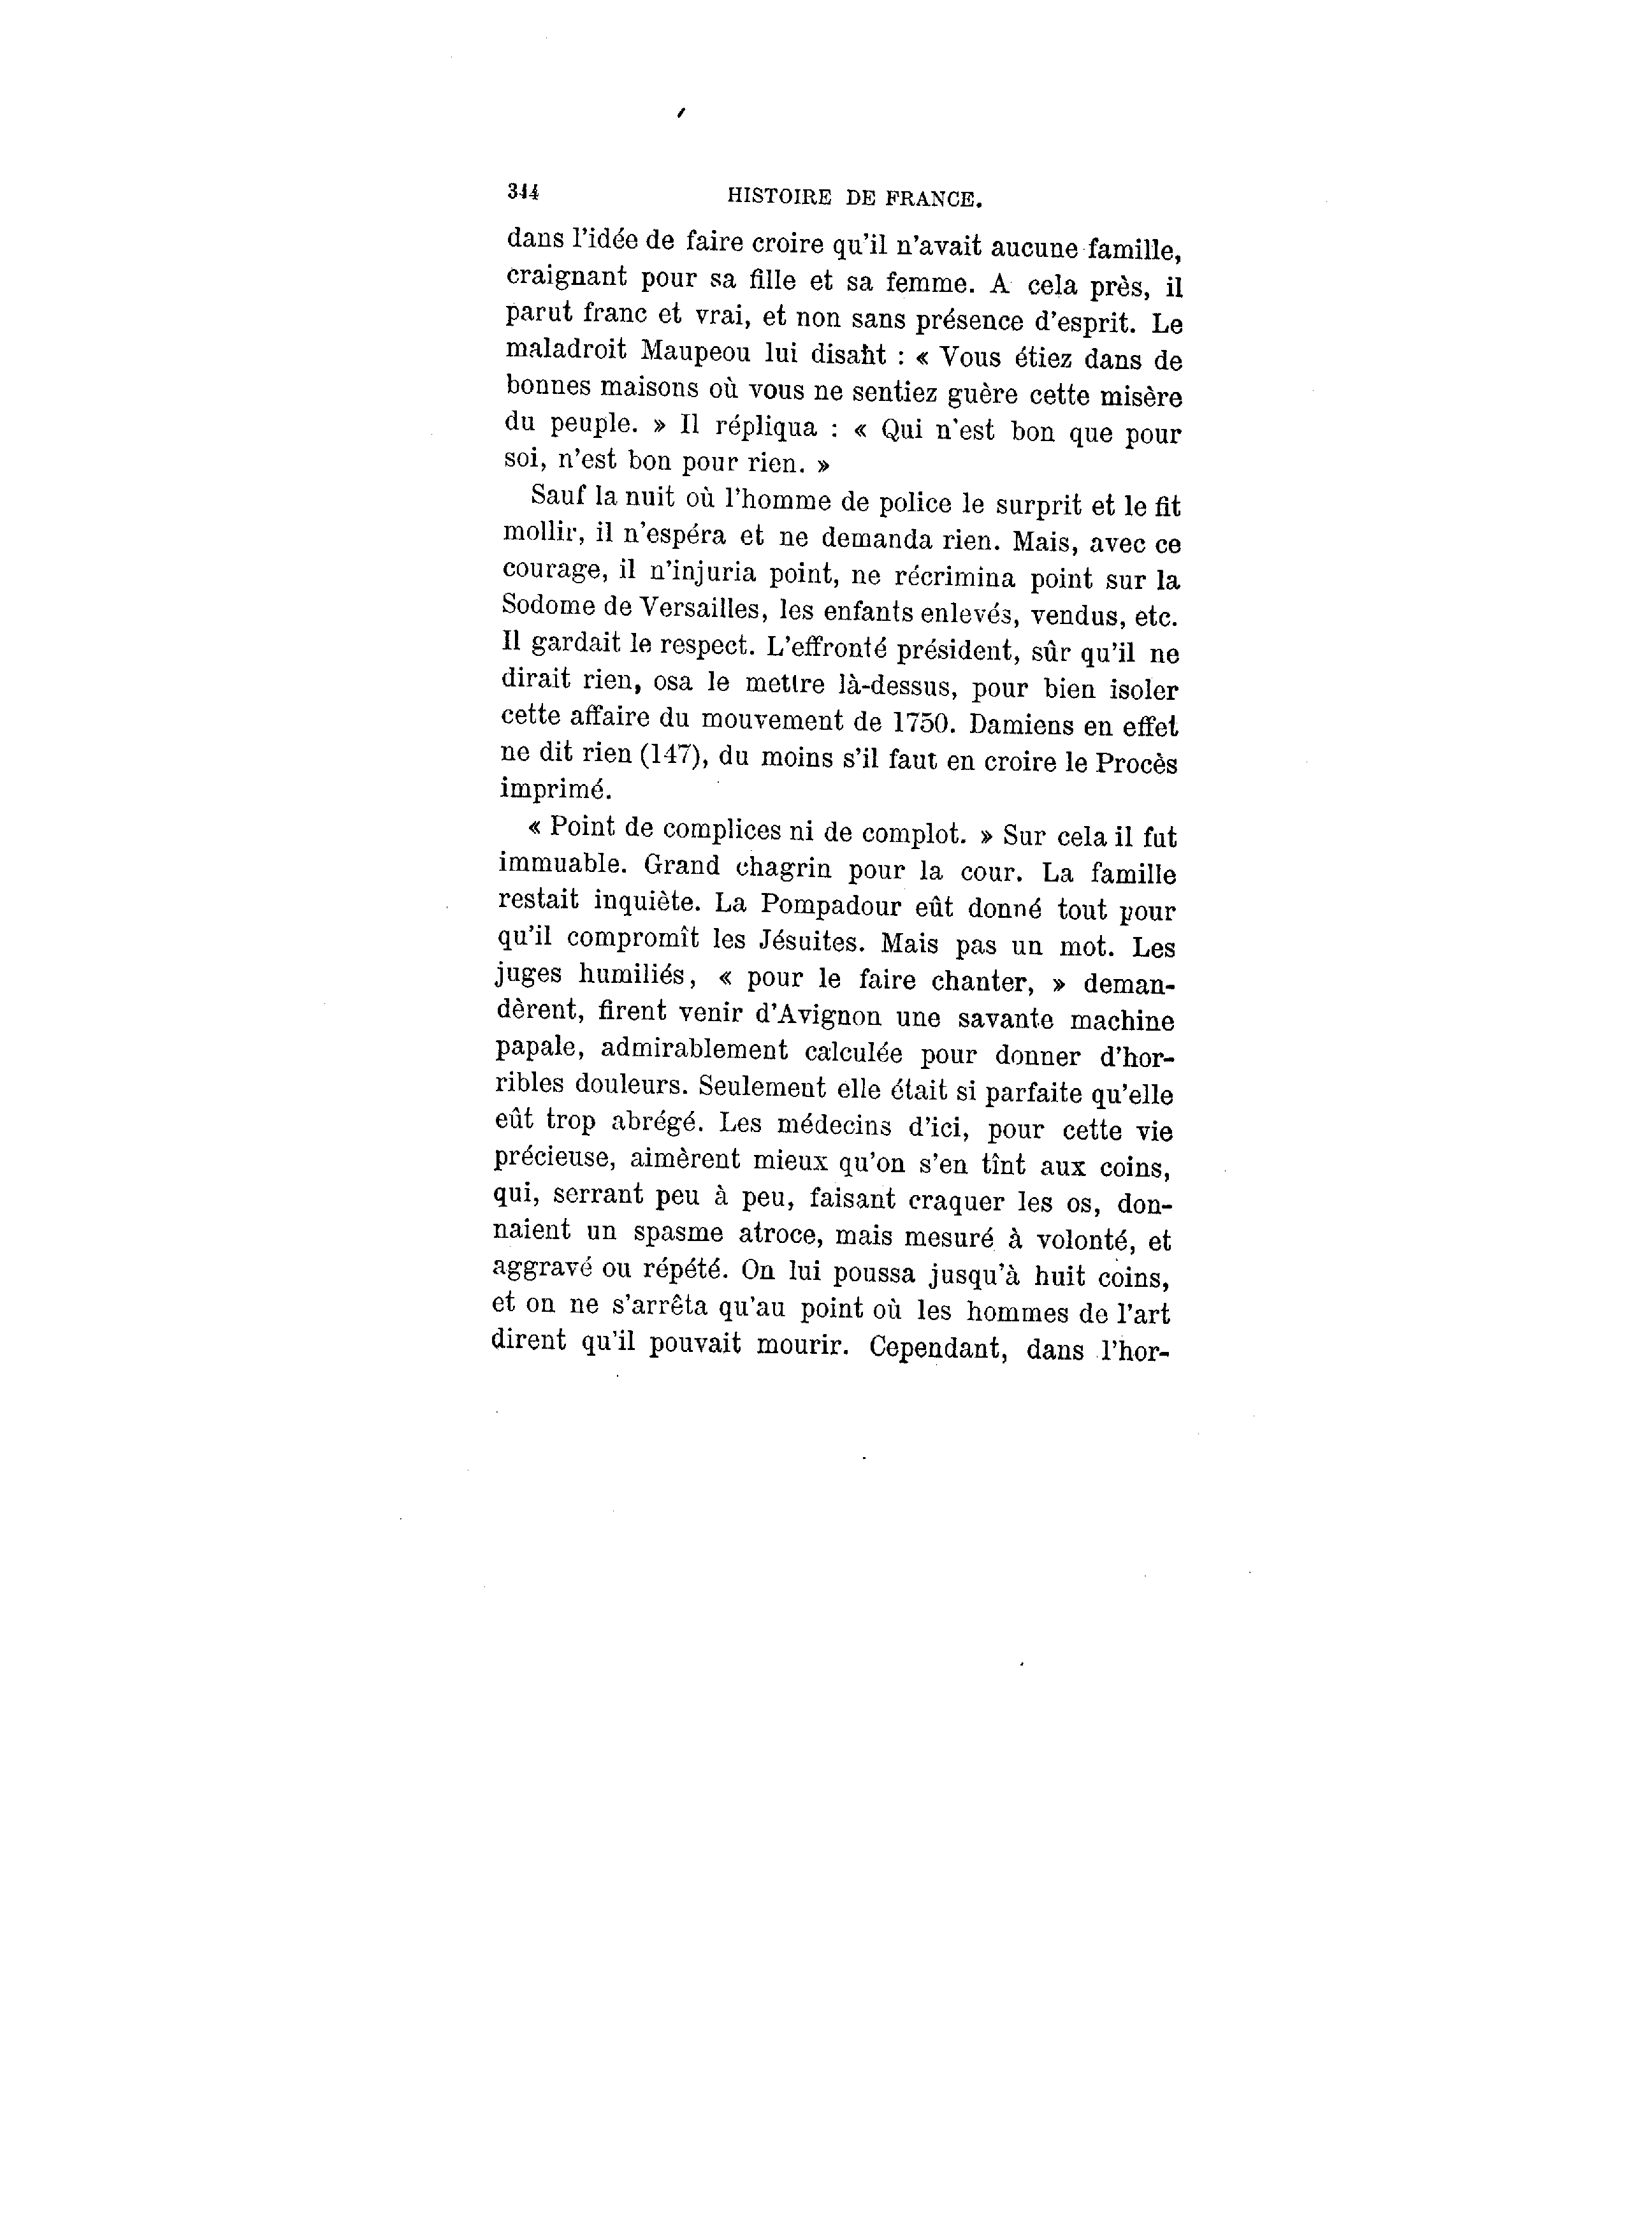 344
HISTOIRE DE FRANCE.
dans l'idée de faire croire qu'il n'avait aucune famille,
craignant pour sa fille et sa femme. A cela près, il
parut franc et vrai, et non sans présence d'esprit. Le
maladroit Maupeou lui disant : « Vous étiez dans de
bonnes maisons où vous ne sentiez guère cette misère
du peuple. » Il répliqua : « Qui n'est bon que pour
soi, n'est bon pour rien. »
Sauf la nuit où l'homme de police le surprit et le fit
mollir, il n'espéra et ne demanda rien. Mais, avec ce
courage, il n'injuria point, ne récrimina point sur la
Sodome de Versailles, les enfants enlevés, vendus, etc.
Il gardait le respect. L'effronté président, sûr qu'il ne
dirait rien, osa le mettre là-dessus, pour bien isoler
cette affaire du mouvement de 1750. Damiens en effet
ne dit rien (147), du moins s'il faut en croire le Procès
imprimé.
« Point de complices ni de complot. » Sur cela il fut
immuable. Grand chagrin pour la cour. La famille
restait inquiète. La Pompadour eût donné tout pour
qu'il compromît les Jésuites. Mais pas un mot. Les
juges humiliés, « pour le faire chanter, » deman-
dèrent, firent venir d'Avignon une savante machine
papale, admirablement calculée pour donner d'hor-
ribles douleurs. Seulement elle était si parfaite qu'elle
eût trop abrégé. Les médecins d'ici, pour cette vie
précieuse, aimèrent mieux qu'on s'en tînt aux coins,
qui, serrant peu à peu, faisant craquer les os, don-
naient un spasme atroce, mais mesuré à volonté, et
aggravé ou répété. On lui poussa jusqu'à huit coins,
et on ne s'arrêta qu'au point où les hommes de l'art
dirent qu'il pouvait mourir. Cependant, dans l'hor-